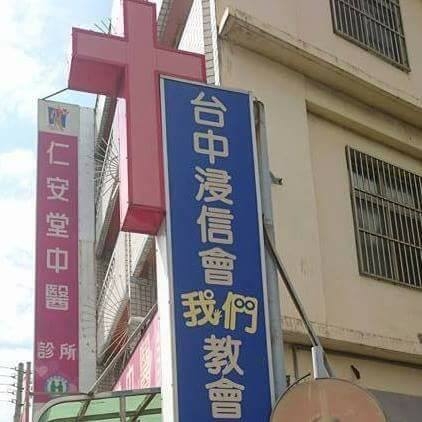 仁安堂中醫
診所
台中浸信會
我們
教會